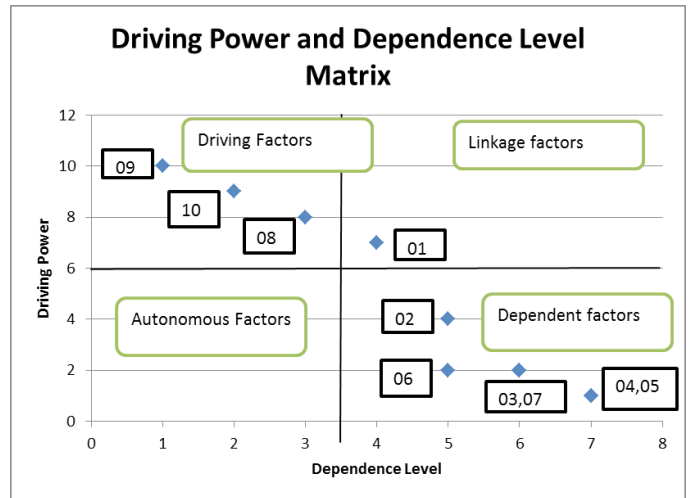 Driving Power and Dependence Level
Matrix
12
10
8
6
4
2
0
Driving Power
Driving Factors
Linkage factors
09
10
08
01
Autonomous Factors
02
Dependent factors
06
03,07
04,05
0 1 2 3 4 5 6 7 8
Dependence Level